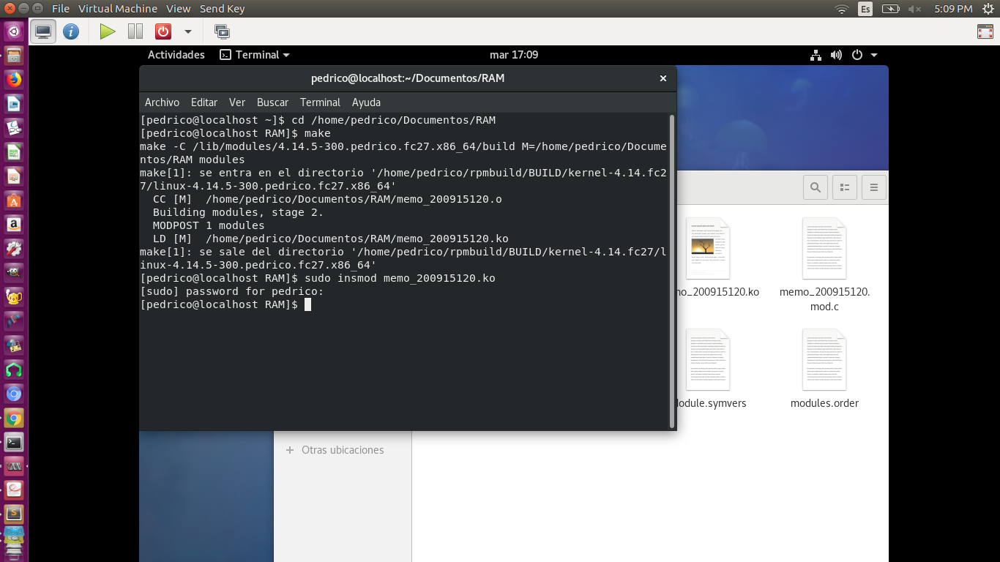 File Virtual Machine View Send Key
Es
5:09 PM
Actividades
Terminal
mar 17:09
pedrico@localhost:~/Documentos/RAM
Archivo Editar Ver Buscar Terminal Ayuda
[pedrico@localhost ~]$ cd /home/pedrico/Documentos/RAM
[pedrico@localhost RAM]$ make
make -C /lib/modules/4.14.5-300.pedrico.fc27.x86_64/build M=/home/pedrico/Docume
ntos/RAM modules
make[1]: se entra en el directorio '/home/pedrico/rpmbuild/BUILD/kernel-4.14.fc2
7/linux-4.14.5-300.pedrico.fc27.x86_64'
CC [M]  /home/pedrico/Documentos/RAM/memo_200915120.o
Building modules, stage 2.
MODPOST 1 modules
LD [M]  /home/pedrico/Documentos/RAM/memo_200915120.ko
make[1]: se sale del directorio '/home/pedrico/rpmbuild/BUILD/kernel-4.14.fc27/l
inux-4.14.5-300.pedrico.fc27.x86_64'
[pedrico@localhost RAM]$ sudo insmod memo_200915120.ko
[sudo] password for pedrico:
[pedrico@localhost RAM]$
mo_200915120.ko
memo_200915120.
mod.c
Module.symvers
modules.order
Otras ubicaciones